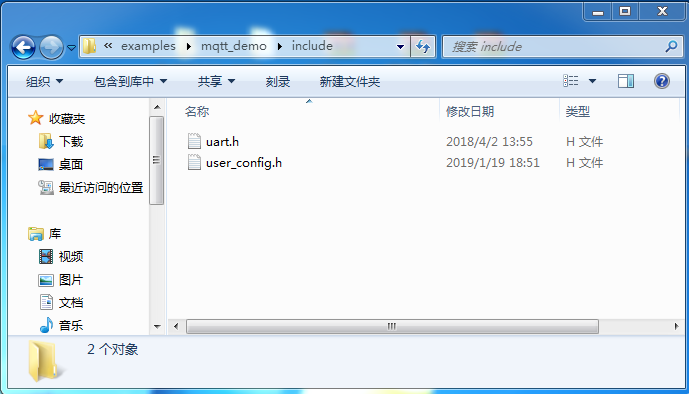 « examples ▸ mqtt_demo ▸ include
搜索 include
组织 包含到库中 共享 刻录 新建文件夹
收藏夹
下载
桌面
最近访问的位置
库
视频
图片
文档
音乐
名称 修改日期 类型
uart.h 2018/4/2 13:55 H 文件
user_config.h 2019/1/19 18:51 H 文件
2 个对象